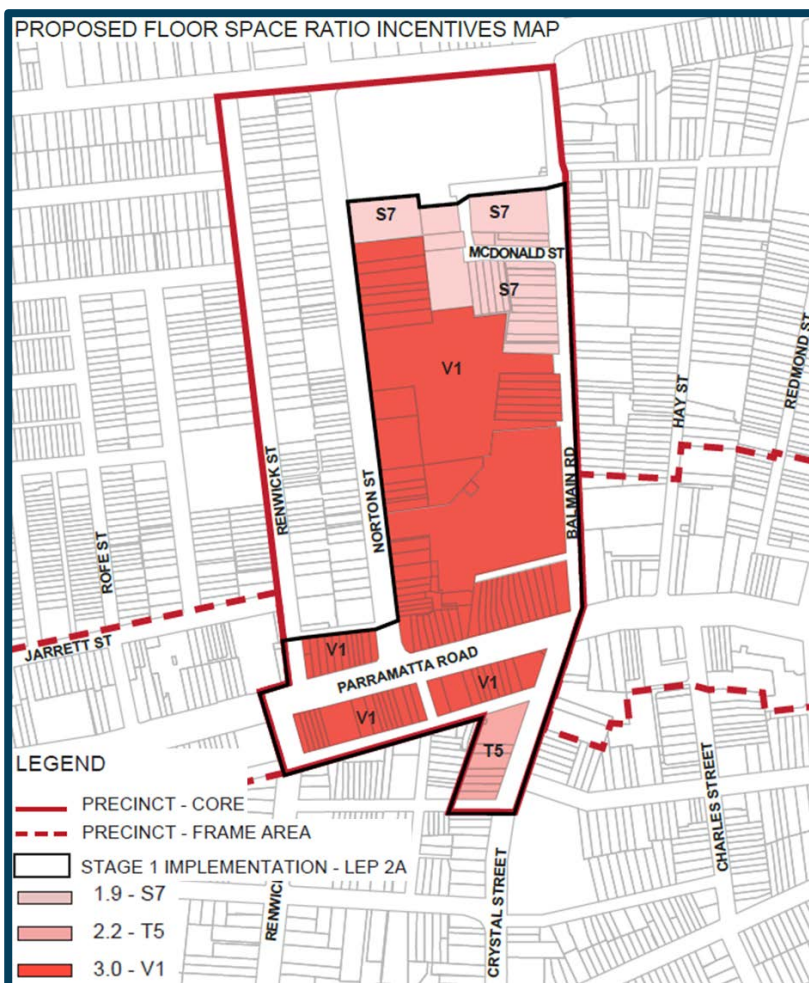 PROPOSED FLOOR SPACE RATIO INCENTIVES MAP
S7
S7
MCDONALD ST
S7
V1
RENWICK ST
NORTON ST
BALMAIN RD
HAY ST
REDMOND ST
ROFE ST
JARRETT ST
V1
PARRAMATTA ROAD
V1
V1
T5
CRYSTAL STREET
CHARLES STREET
LEGEND
PRECINCT - CORE
PRECINCT - FRAME AREA
STAGE 1 IMPLEMENTATION - LEP 2A
1.9 - S7
2.2 - T5
3.0 - V1